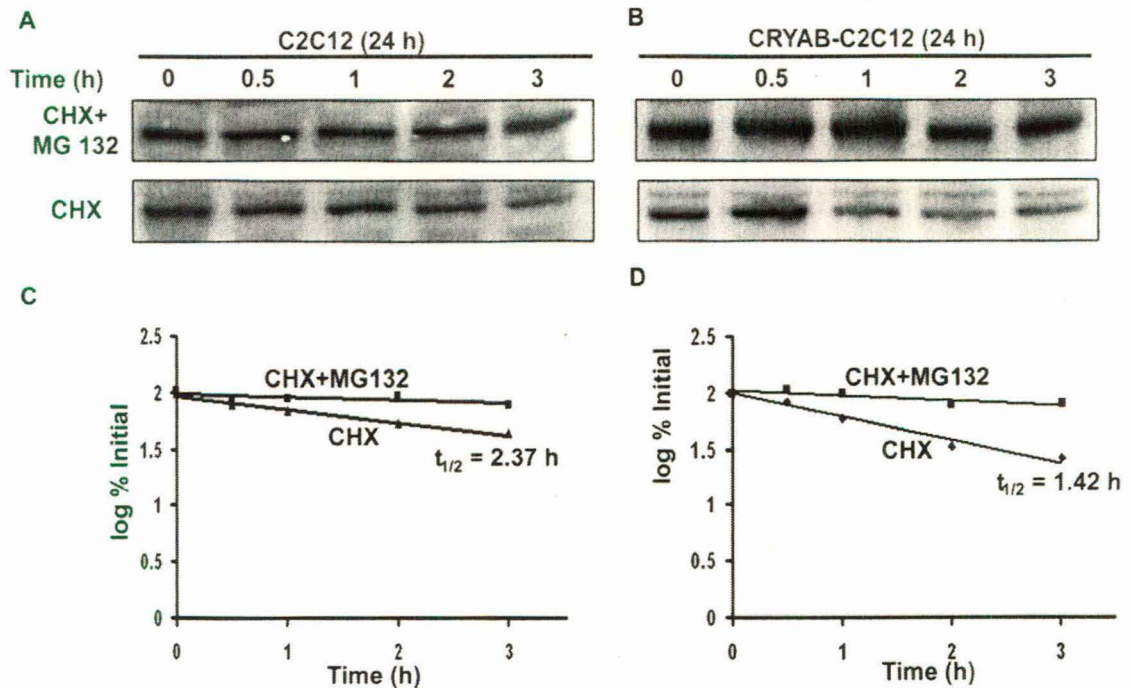 A
C2C12 (24 h)
Time (h) 0 0.5 1 2 3
CHX+
MG 132
CHX
B
CRYAB-C2C12 (24 h)
0 0.5 1 2 3
C
2.5
2
1.5
1
0.5
0
log % Initial
CHX+MG132
CHX
t1/2 = 2.37 h
0 1 2 3
Time (h)
D
2.5
2
1.5
1
0.5
0
log % Initial
CHX+MG132
CHX
t1/2 = 1.42 h
0 1 2 3
Time (h)